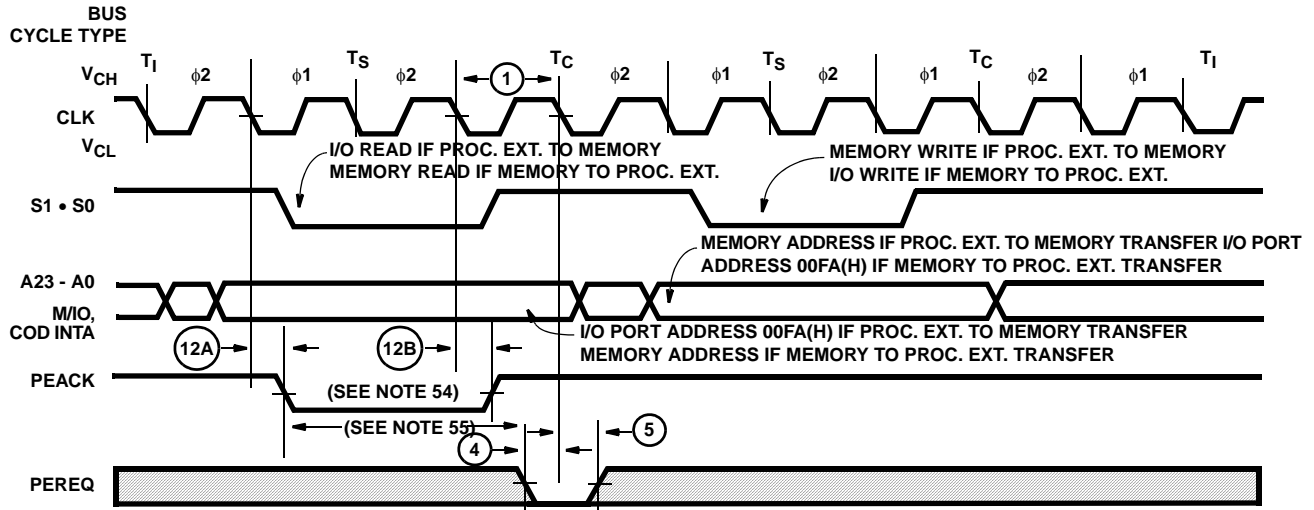 BUS
CYCLE TYPE
TI φ2 φ1 TS φ2 1 TC φ2 φ1 TS φ2 φ1 TC φ2 φ1 TI
VCH
CLK
VCL
I/O READ IF PROC. EXT. TO MEMORY
MEMORY READ IF MEMORY TO PROC. EXT.
MEMORY WRITE IF PROC. EXT. TO MEMORY
I/O WRITE IF MEMORY TO PROC. EXT.
S1 • S0
MEMORY ADDRESS IF PROC. EXT. TO MEMORY TRANSFER I/O PORT
ADDRESS 00FA(H) IF MEMORY TO PROC. EXT. TRANSFER
A23 - A0
M/IO,
COD INTA
I/O PORT ADDRESS 00FA(H) IF PROC. EXT. TO MEMORY TRANSFER
MEMORY ADDRESS IF MEMORY TO PROC. EXT. TRANSFER
12A 12B
PEACK
(SEE NOTE 54)
(SEE NOTE 55)
4 5
PEREQ